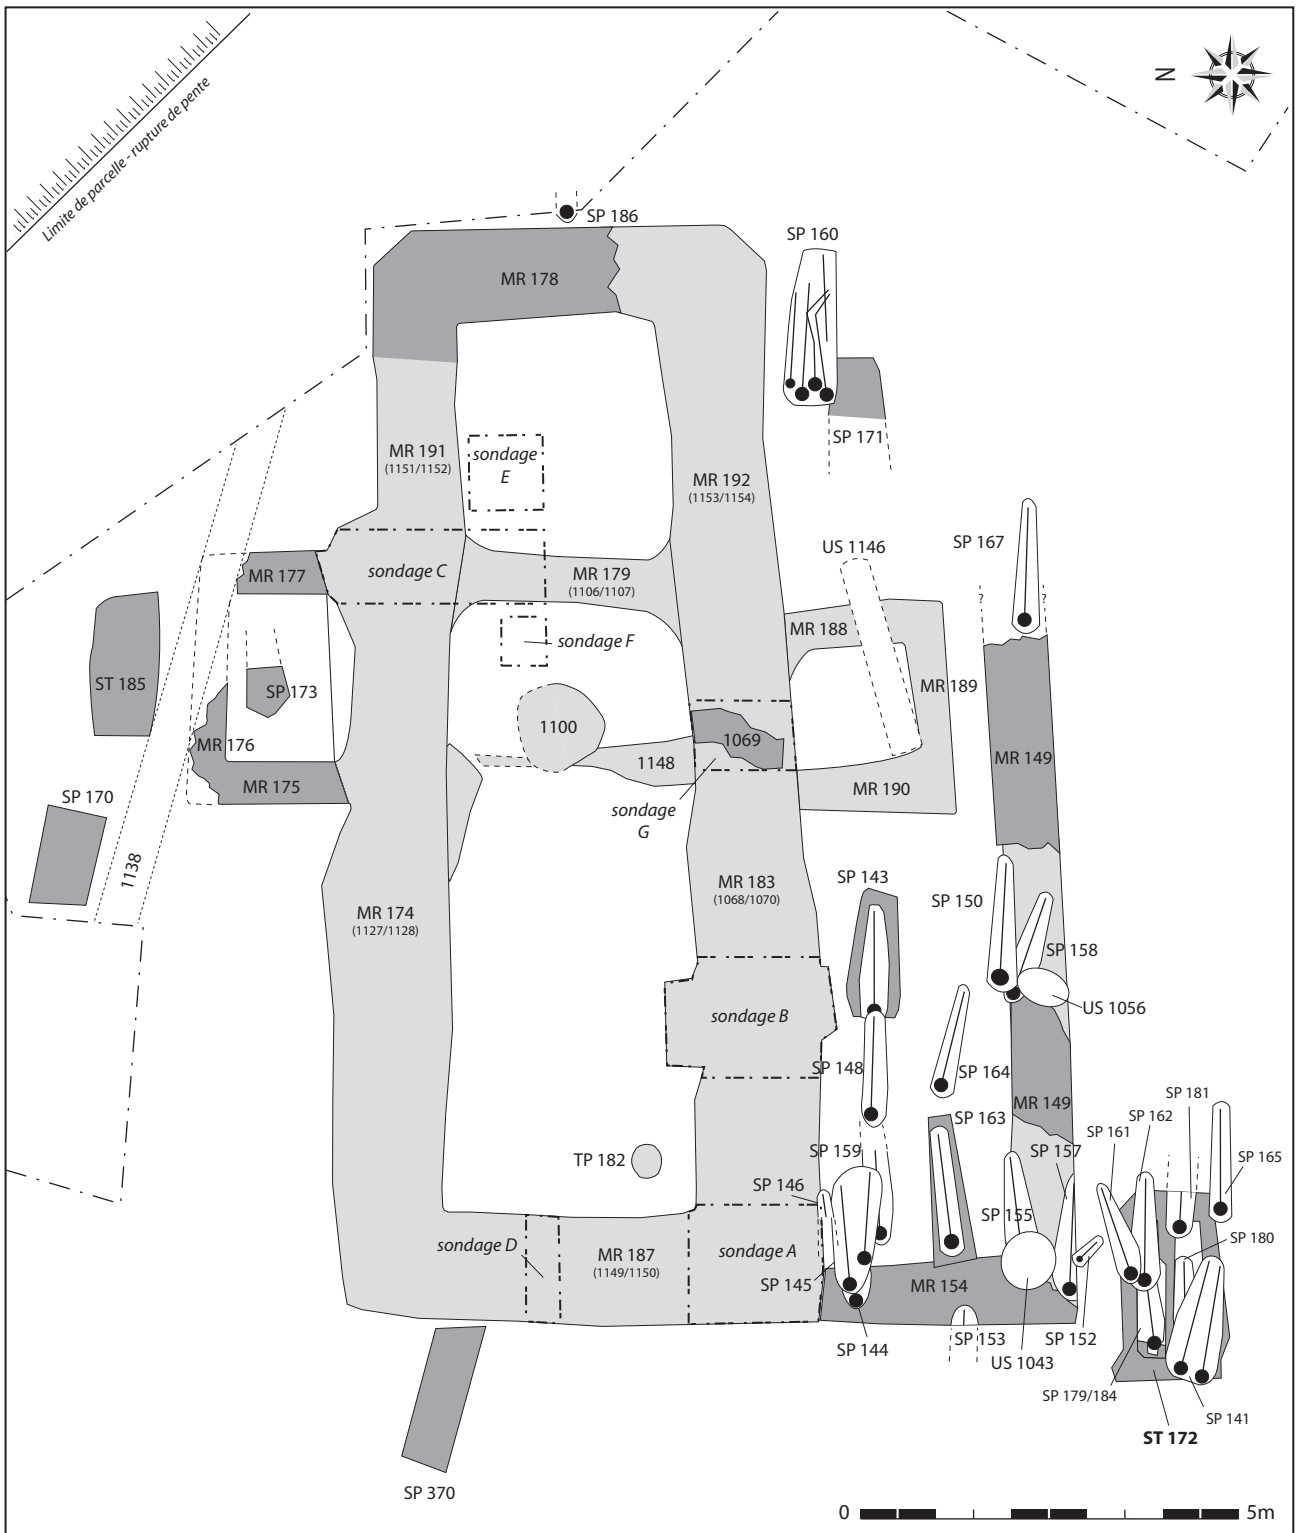 Limite de parcelle - rupture de pente
N
SP 186
SP 160
MR 178
SP 171
MR 191
(1151/1152)
sondage
E
MR 192
(1153/1154)
SP 167
US 1146
sondage C
MR 179
(1106/1107)
MR 177
?
?
MR 188
sondage F
ST 185
SP 173
MR 189
MR 176
1100
1069
1148
MR 149
MR 175
MR 190
SP 170
sondage
G
1138
MR 174
(1127/1128)
MR 183
(1068/1070)
SP 143
SP 150
SP 158
US 1056
sondage B
SP 148
SP 164
MR 149
SP 163
SP 181
SP 162
SP 161
SP 157
SP 159
TP 182
SP 165
SP 146
SP 155
SP 180
sondage D
MR 187
(1149/1150)
sondage A
SP 145
MR 154
SP 144
SP 153
SP 152
US 1043
SP 179/184
SP 141
ST 172
SP 370
0
5m